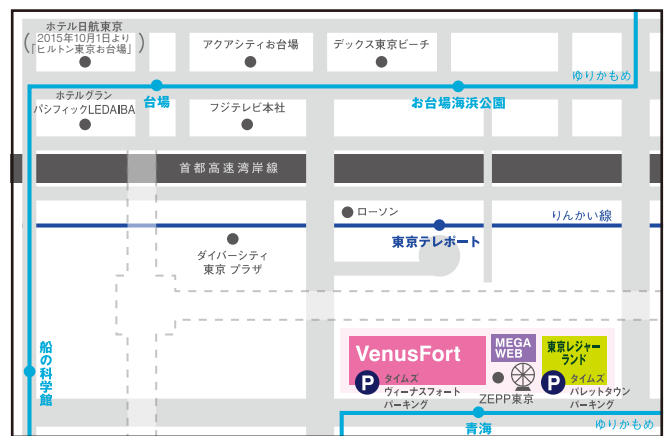 ホテル日航東京
(2015年10月1日より
「ヒルトン東京お台場」)
アクアシティお台場
デックス東京ビーチ
ゆりかもめ
台場
お台場海浜公園
ホテルグラン
パシフィックLEDAIBA
フジテレビ本社
首都高速湾岸線
ローソン
りんかい線
東京テレポート
ダイバーシティ
東京 プラザ
船の科学館
VenusFort
MEGA
WEB
東京レジャー
ランド
P
タイムズ
ヴィーナスフォート
パーキング
ZEPP東京
P
タイムズ
パレットタウン
パーキング
青海
ゆりかもめ